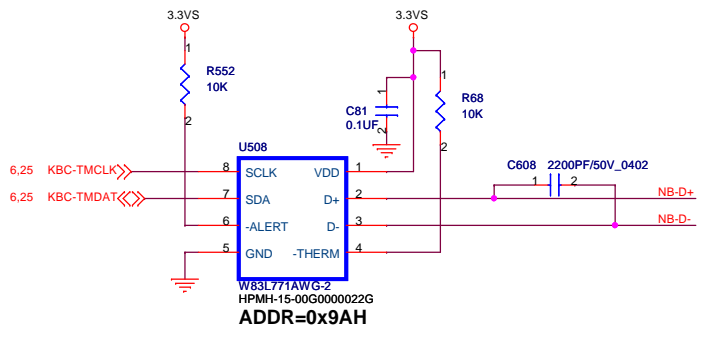 3.3VS
3.3VS
1
R552
10K
2
1
C81
0.1UF
2
1
R68
10K
2
U508
C608 2200PF/50V_0402
1 2
6,25 KBC-TMCLK
8 SCLK VDD 1
6,25 KBC-TMDAT
7 SDA D+ 2
NB-D+
6 -ALERT D- 3
NB-D-
5 GND -THERM 4
W83L771AWG-2
HPMH-15-00G0000022G
ADDR=0x9AH